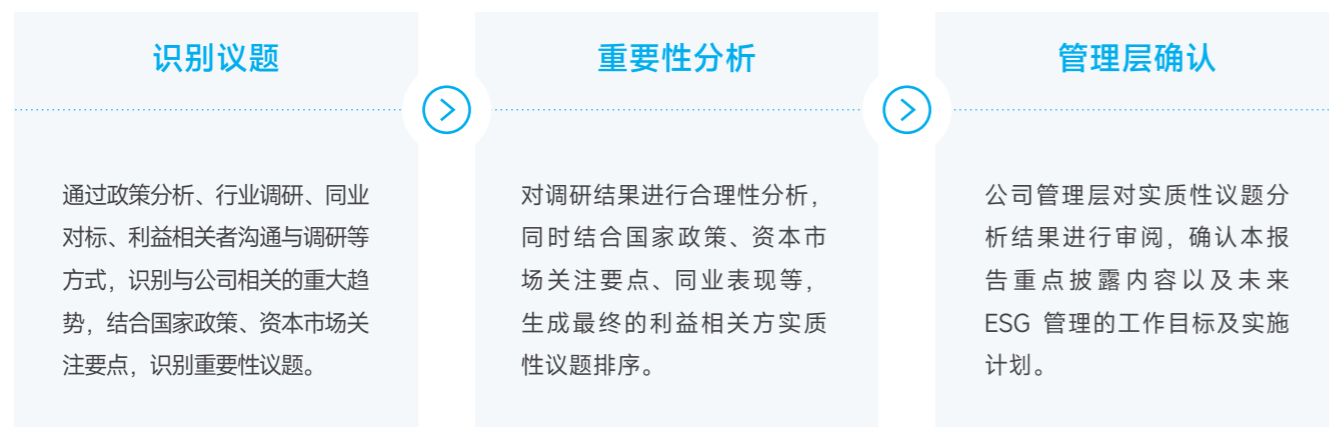 识别议题
通过政策分析、行业调研、同业
对标、利益相关者沟通与调研等
方式，识别与公司相关的重大趋
势，结合国家政策、资本市场关
注要点，识别重要性议题。
重要性分析
对调研结果进行合理性分析，
同时结合国家政策、资本市
场关注要点、同业表现等，
生成最终的利益相关方实质
性议题排序。
管理层确认
公司管理层对实质性议题分
析结果进行审阅，确认本报
告重点披露内容以及未来
ESG 管理的工作目标及实施
计划。